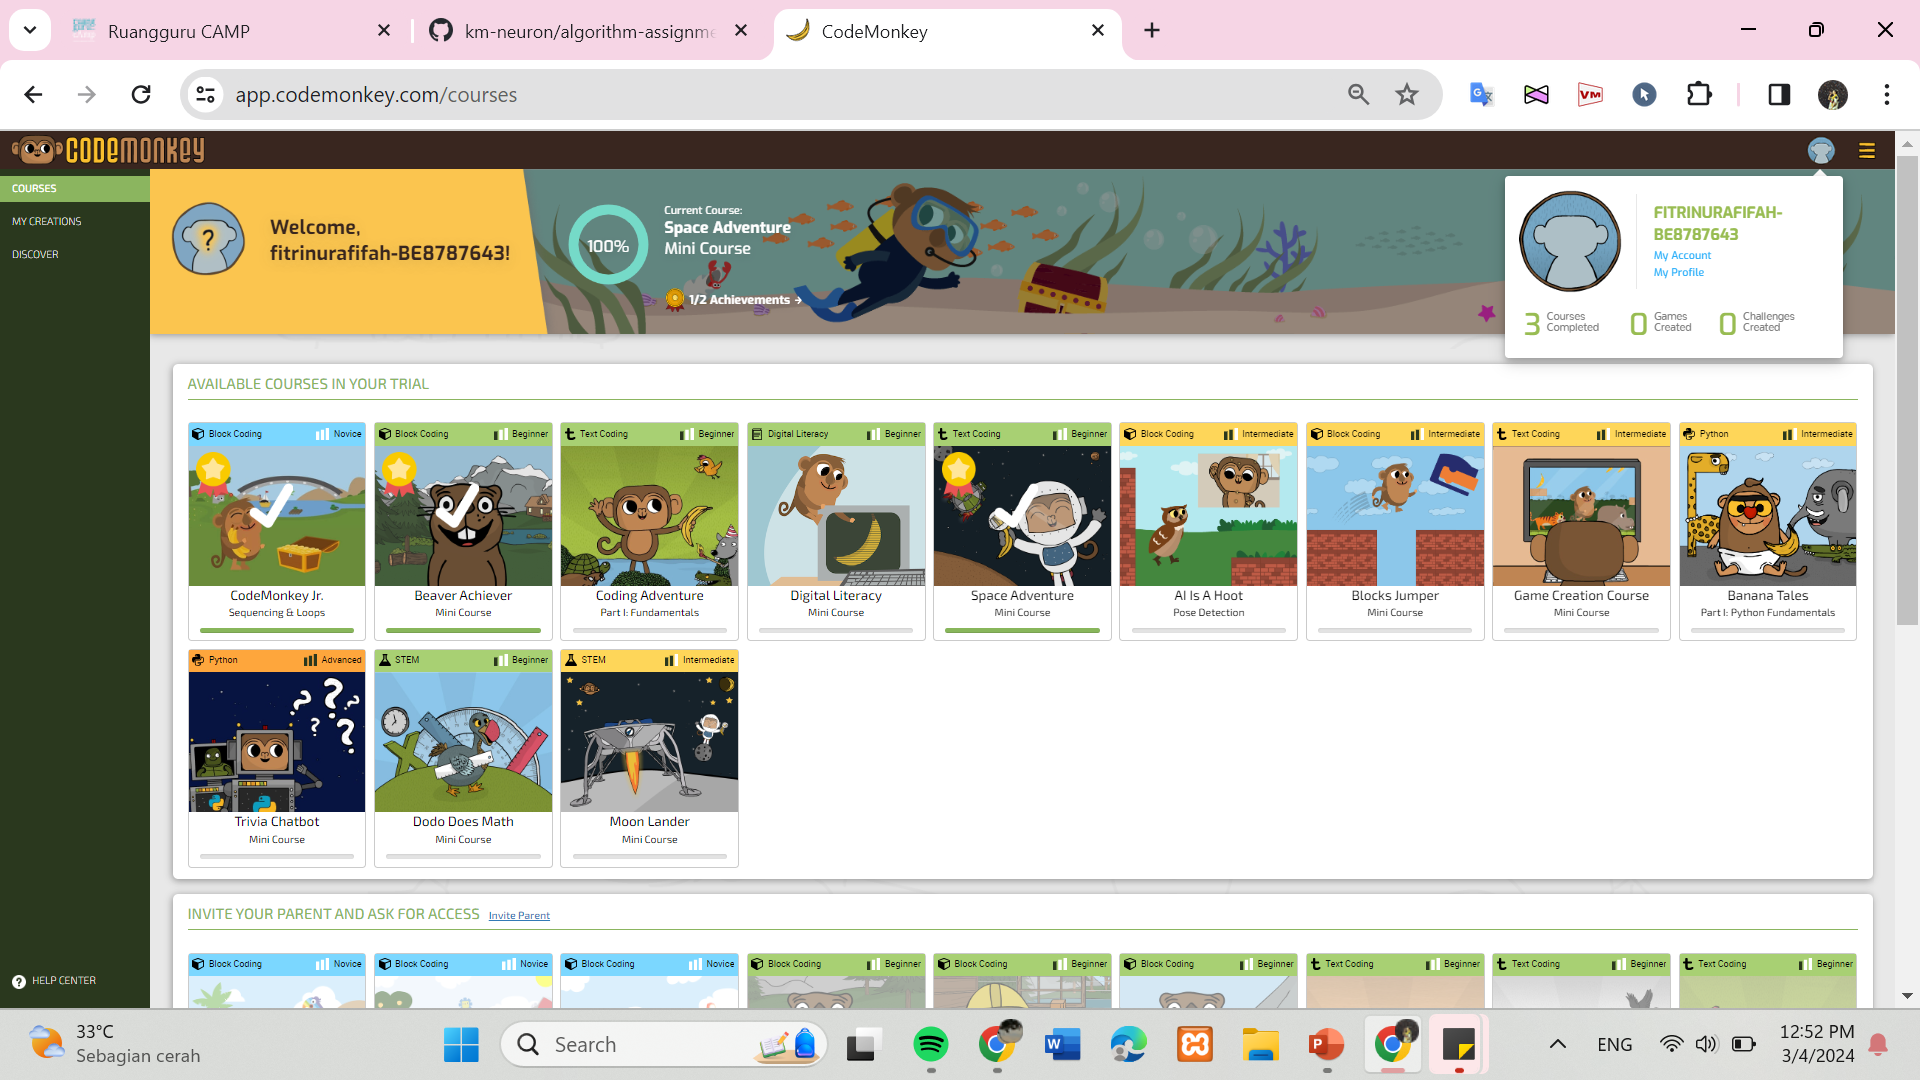 Ruangguru CAMP
km-neuron/algorithm-assignme
CodeMonkey
app.codemonkey.com/courses
CODEMONKEY
COURSES
MY CREATIONS
DISCOVER
HELP CENTER
Welcome,
fitrinurafifah-BE8787643!
100%
Current Course:
Space Adventure
Mini Course
1/2 Achievements →
FITRINURAFIFAH-
BE8787643
My Account
My Profile
3 Courses Completed
0 Games Created
0 Challenges Created
AVAILABLE COURSES IN YOUR TRIAL
Block Coding Novice
CodeMonkey Jr.
Sequencing & Loops
Block Coding Beginner
Beaver Achiever
Mini Course
Text Coding Beginner
Coding Adventure
Part I: Fundamentals
Digital Literacy Beginner
Digital Literacy
Mini Course
Text Coding Beginner
Space Adventure
Mini Course
Block Coding Intermediate
AI Is A Hoot
Pose Detection
Block Coding Intermediate
Blocks Jumper
Mini Course
Text Coding Intermediate
Game Creation Course
Mini Course
Python Intermediate
Banana Tales
Part I: Python Fundamentals
Python Advanced
Trivia Chatbot
Mini Course
STEM Beginner
Dodo Does Math
Mini Course
STEM Intermediate
Moon Lander
Mini Course
INVITE YOUR PARENT AND ASK FOR ACCESS Invite Parent
Block Coding Novice
Block Coding Novice
Block Coding Novice
Block Coding Beginner
Block Coding Beginner
Block Coding Beginner
Text Coding Beginner
Text Coding Beginner
Text Coding Beginner
33°C
Sebagian cerah
Search
ENG
12:52 PM
3/4/2024